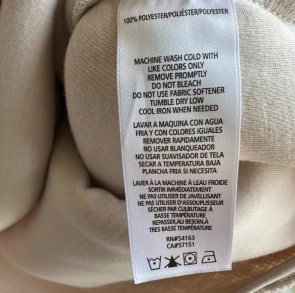 100% POLYESTER/POLIÉSTER/POLYESTER
MACHINE WASH COLD WITH
LIKE COLORS ONLY
REMOVE PROMPTLY
DO NOT BLEACH
DO NOT USE FABRIC SOFTENER
TUMBLE DRY LOW
COOL IRON WHEN NEEDED
LAVAR A MAQUINA CON AGUA
FRIA Y CON COLORES IGUALES
REMOVER RAPIDAMENTE
NO USAR BLANQUEADOR
NO USAR SUAVISADOR DE TELA
SECAR A TEMPERATURA BAJA
PLANCHA FRIA SI NECESITA
LAVER À LA MACHINE À L'EAU FROIDE
SORTIR IMMÉDIATEMENT
NE PAS UTILISER DE JAVELLISANT
NE PAS UTILISER D'ASSOUPLISSEUR
SÉCHER PAR CULBUTAGE À
BASSE TEMPÉRATURE
REPASSER,AU BESOIN,À
TRES BASSE TEMPÉRATURE
RN#54163
CA#57151